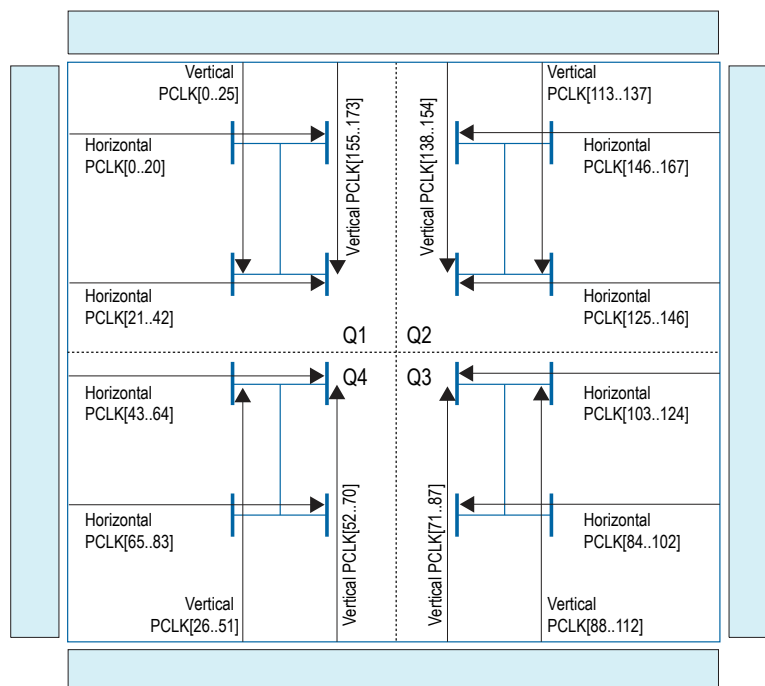 Vertical
PCLK[0..25]
Vertical PCLK[155..173]
Vertical PCLK[138..154]
Vertical
PCLK[113..137]
Horizontal
PCLK[0..20]
Horizontal
PCLK[146..167]
Horizontal
PCLK[21..42]
Horizontal
PCLK[125..146]
Q1
Q2
Q4
Q3
Horizontal
PCLK[43..64]
Horizontal
PCLK[103..124]
Horizontal
PCLK[65..83]
Vertical PCLK[52..70]
Vertical PCLK[71..87]
Horizontal
PCLK[84..102]
Vertical
PCLK[26..51]
Vertical
PCLK[88..112]